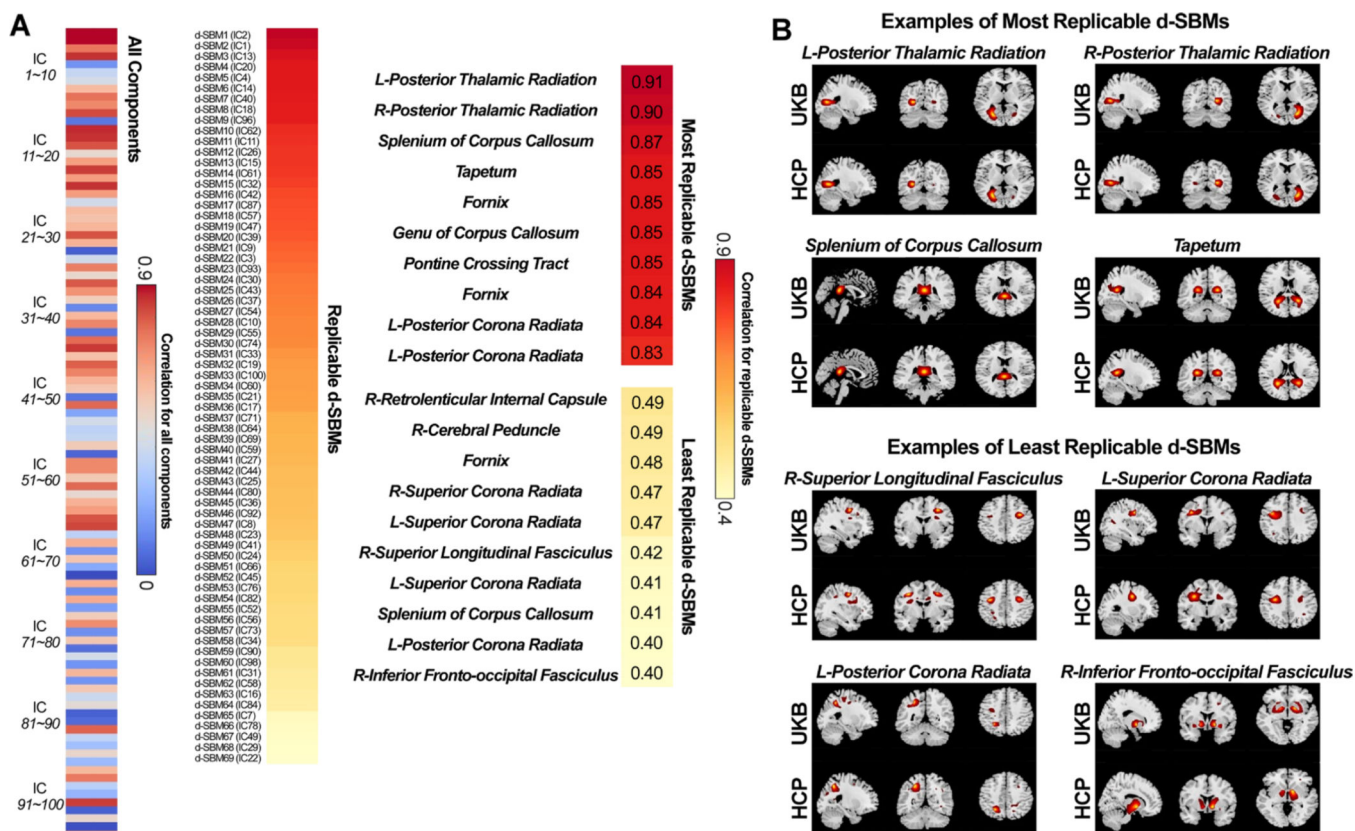 A
IC
1~10
IC
11~20
IC
21~30
IC
31~40
IC
41~50
IC
51~60
IC
61~70
IC
71~80
IC
81~90
IC
91~100
All Components
0.9
Correlation for all components
0
d-SBM1 (IC2)
d-SBM2 (IC1)
d-SBM3 (IC13)
d-SBM4 (IC20)
d-SBM5 (IC4)
d-SBM6 (IC14)
d-SBM7 (IC40)
d-SBM8 (IC18)
d-SBM9 (IC96)
d-SBM10 (IC62)
d-SBM11 (IC11)
d-SBM12 (IC26)
d-SBM13 (IC15)
d-SBM14 (IC61)
d-SBM15 (IC32)
d-SBM16 (IC42)
d-SBM17 (IC87)
d-SBM18 (IC57)
d-SBM19 (IC47)
d-SBM20 (IC39)
d-SBM21 (IC9)
d-SBM22 (IC3)
d-SBM23 (IC93)
d-SBM24 (IC30)
d-SBM25 (IC43)
d-SBM26 (IC37)
d-SBM27 (IC54)
d-SBM28 (IC10)
d-SBM29 (IC55)
d-SBM30 (IC74)
d-SBM31 (IC33)
d-SBM32 (IC19)
d-SBM33 (IC100)
d-SBM34 (IC60)
d-SBM35 (IC21)
d-SBM36 (IC17)
d-SBM37 (IC71)
d-SBM38 (IC64)
d-SBM39 (IC69)
d-SBM40 (IC59)
d-SBM41 (IC27)
d-SBM42 (IC44)
d-SBM43 (IC25)
d-SBM44 (IC80)
d-SBM45 (IC36)
d-SBM46 (IC92)
d-SBM47 (IC8)
d-SBM48 (IC23)
d-SBM49 (IC41)
d-SBM50 (IC24)
d-SBM51 (IC66)
d-SBM52 (IC45)
d-SBM53 (IC76)
d-SBM54 (IC82)
d-SBM55 (IC52)
d-SBM56 (IC56)
d-SBM57 (IC73)
d-SBM58 (IC34)
d-SBM59 (IC90)
d-SBM60 (IC98)
d-SBM61 (IC31)
d-SBM62 (IC58)
d-SBM63 (IC16)
d-SBM64 (IC84)
d-SBM65 (IC7)
d-SBM66 (IC78)
d-SBM67 (IC49)
d-SBM68 (IC29)
d-SBM69 (IC22)
Replicable d-SBMs
L-Posterior Thalamic Radiation 0.91
R-Posterior Thalamic Radiation 0.90
Splenium of Corpus Callosum 0.87
Tapetum 0.85
Fornix 0.85
Genu of Corpus Callosum 0.85
Pontine Crossing Tract 0.85
Fornix 0.84
L-Posterior Corona Radiata 0.84
L-Posterior Corona Radiata 0.83
Most Replicable d-SBMs
R-Retrolenticular Internal Capsule 0.49
R-Cerebral Peduncle 0.49
Fornix 0.48
R-Superior Corona Radiata 0.47
L-Superior Corona Radiata 0.47
R-Superior Longitudinal Fasciculus 0.42
L-Superior Corona Radiata 0.41
Splenium of Corpus Callosum 0.41
L-Posterior Corona Radiata 0.40
R-Inferior Fronto-occipital Fasciculus 0.40
Least Replicable d-SBMs
0.9
Correlation for replicable d-SBMs
0.4
B
Examples of Most Replicable d-SBMs
L-Posterior Thalamic Radiation
UKB
HCP
R-Posterior Thalamic Radiation
UKB
HCP
Splenium of Corpus Callosum
UKB
HCP
Tapetum
UKB
HCP
Examples of Least Replicable d-SBMs
R-Superior Longitudinal Fasciculus
UKB
HCP
L-Superior Corona Radiata
UKB
HCP
L-Posterior Corona Radiata
UKB
HCP
R-Inferior Fronto-occipital Fasciculus
UKB
HCP